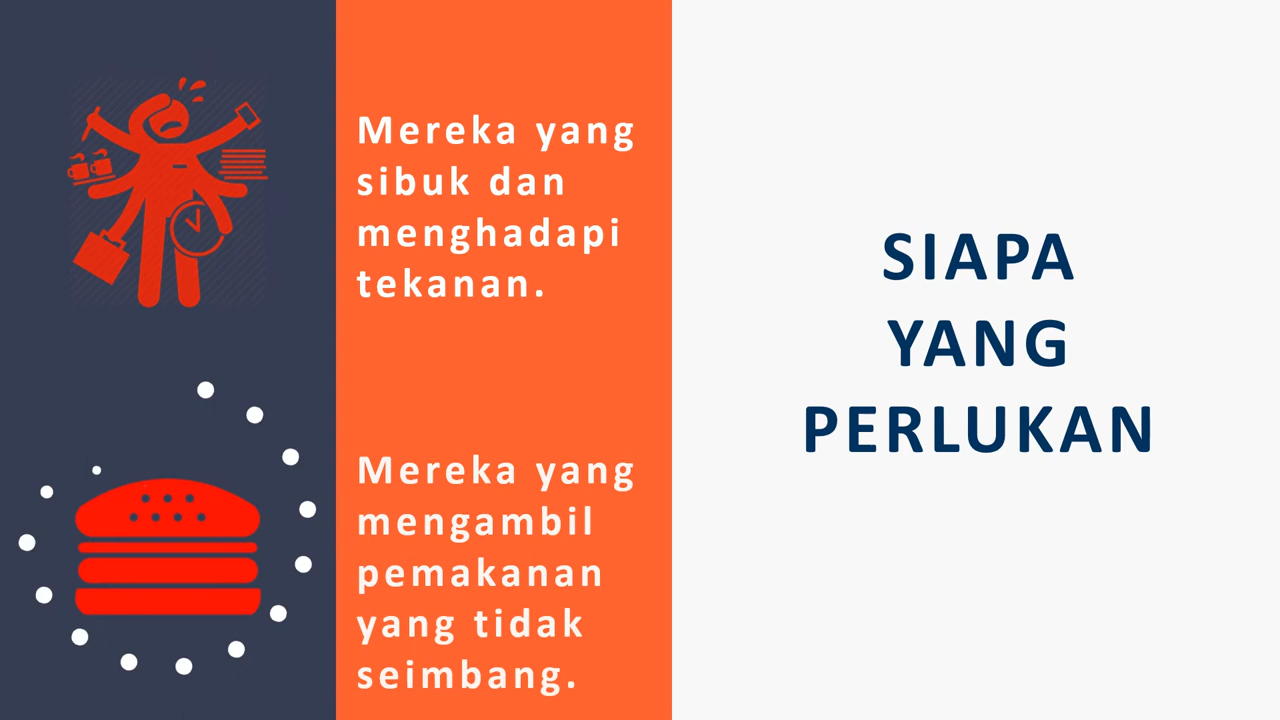 Mereka yang
sibuk dan
menghadapi
tekanan.
Mereka yang
mengambil
pemakanan
yang tidak
seimbang.
SIAPA
YANG
PERLUKAN